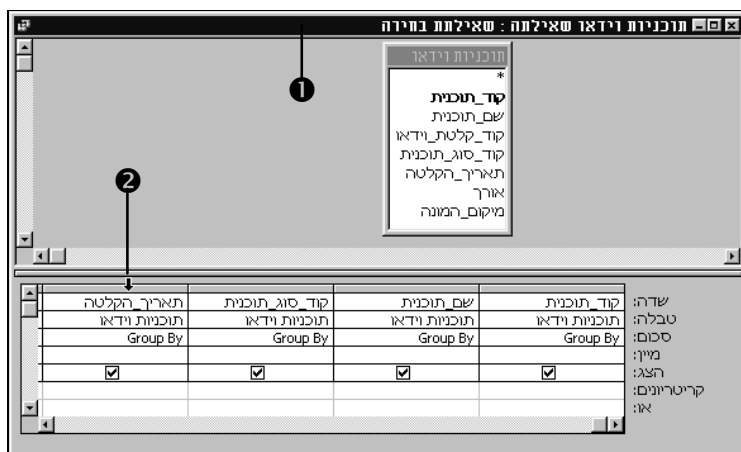 תוכניות וידאו שאילתה : שאילתת בחירה
❶
תוכניות וידאו
*
קוד_תוכנית
שם_תוכנית
קוד_קלטת_וידאו
קוד_סוג_תוכנית
תאריך_הקלטה
אורך
מיקום_המונה
❷
שדה: קוד_תוכנית שם_תוכנית קוד_סוג_תוכנית תאריך_הקלטה
טבלה: תוכניות וידאו תוכניות וידאו תוכניות וידאו תוכניות וידאו
סכום: Group By Group By Group By Group By
מיין:
הצג:
קריטריונים:
או: